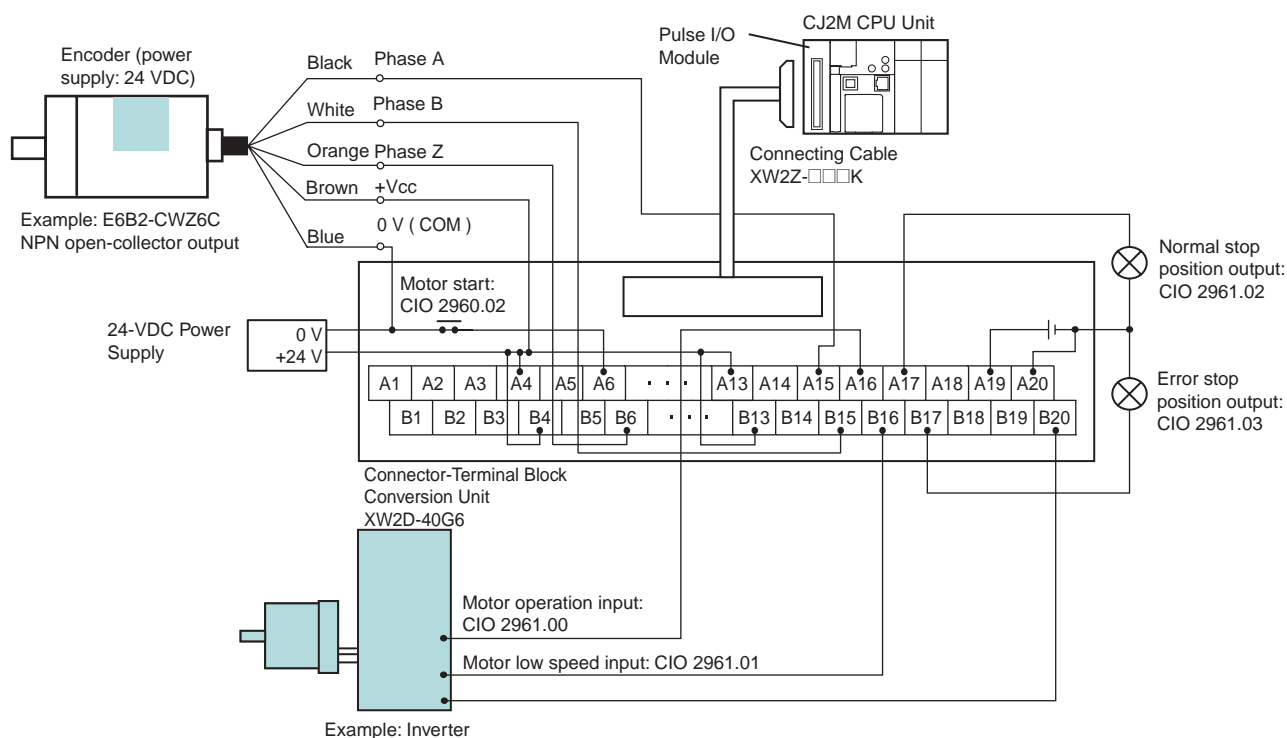 CJ2M CPU Unit
Pulse I/O
Module
Encoder (power
supply: 24 VDC)
Black
Phase A
White
Phase B
Orange
Phase Z
Brown
+Vcc
Blue
0 V ( COM )
Example: E6B2-CWZ6C
NPN open-collector output
Connecting Cable
XW2Z-□□□K
Motor start:
CIO 2960.02
24-VDC Power
Supply
0 V
+24 V
Normal stop
position output:
CIO 2961.02
Error stop
position output:
CIO 2961.03
A1 A2 A3 A4 A5 A6 · · · A13 A14 A15 A16 A17 A18 A19 A20
B1 B2 B3 B4 B5 B6 · · · B13 B14 B15 B16 B17 B18 B19 B20
Connector-Terminal Block
Conversion Unit
XW2D-40G6
Motor operation input:
CIO 2961.00
Motor low speed input: CIO 2961.01
Example: Inverter